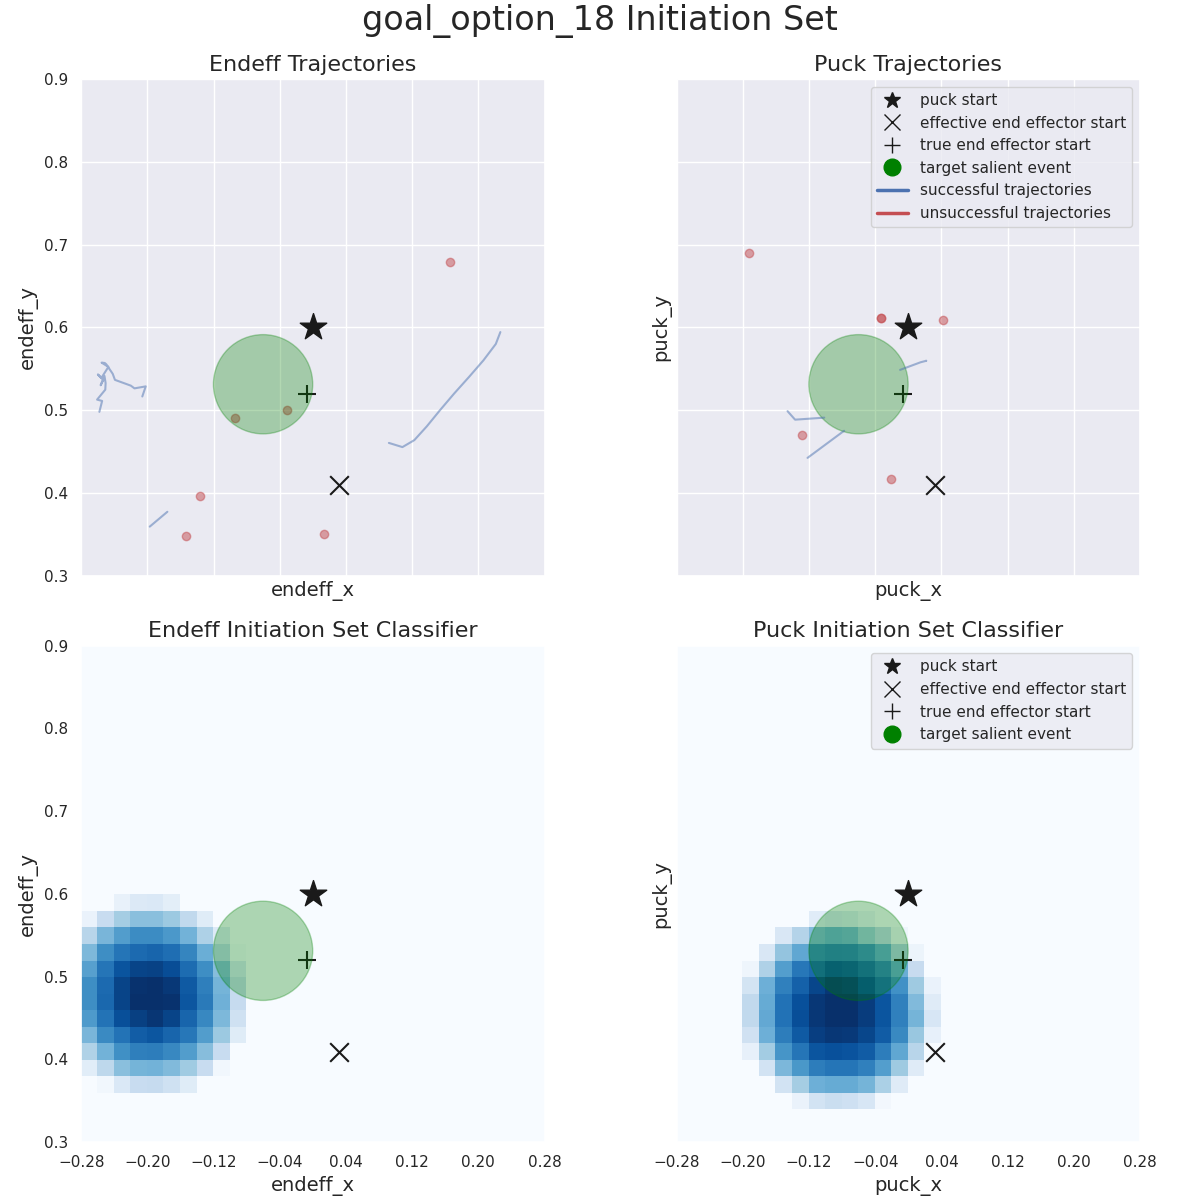 goal_option_18 Initiation Set
Endeff Trajectories
0.9
0.8
0.7
0.6
0.5
0.4
0.3
endeff_y
endeff_x
Puck Trajectories
puck start
effective end effector start
true end effector start
target salient event
successful trajectories
unsuccessful trajectories
puck_y
puck_x
Endeff Initiation Set Classifier
0.9
0.8
0.7
0.6
0.5
0.4
0.3
endeff_y
−0.28 −0.20 −0.12 −0.04 0.04 0.12 0.20 0.28
endeff_x
Puck Initiation Set Classifier
puck start
effective end effector start
true end effector start
target salient event
puck_y
−0.28 −0.20 −0.12 −0.04 0.04 0.12 0.20 0.28
puck_x